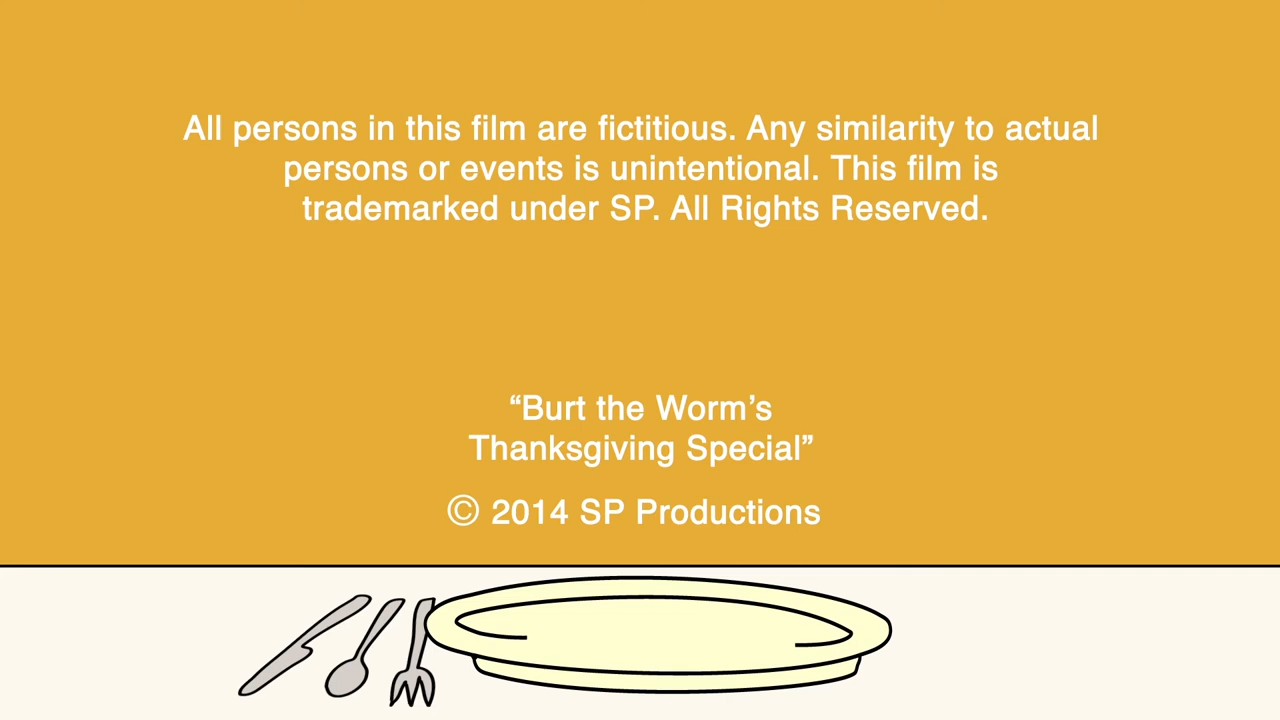 All persons in this film are fictitious. Any similarity to actual
persons or events is unintentional. This film is
trademarked under SP. All Rights Reserved.
“Burt the Worm’s
Thanksgiving Special”
© 2014 SP Productions